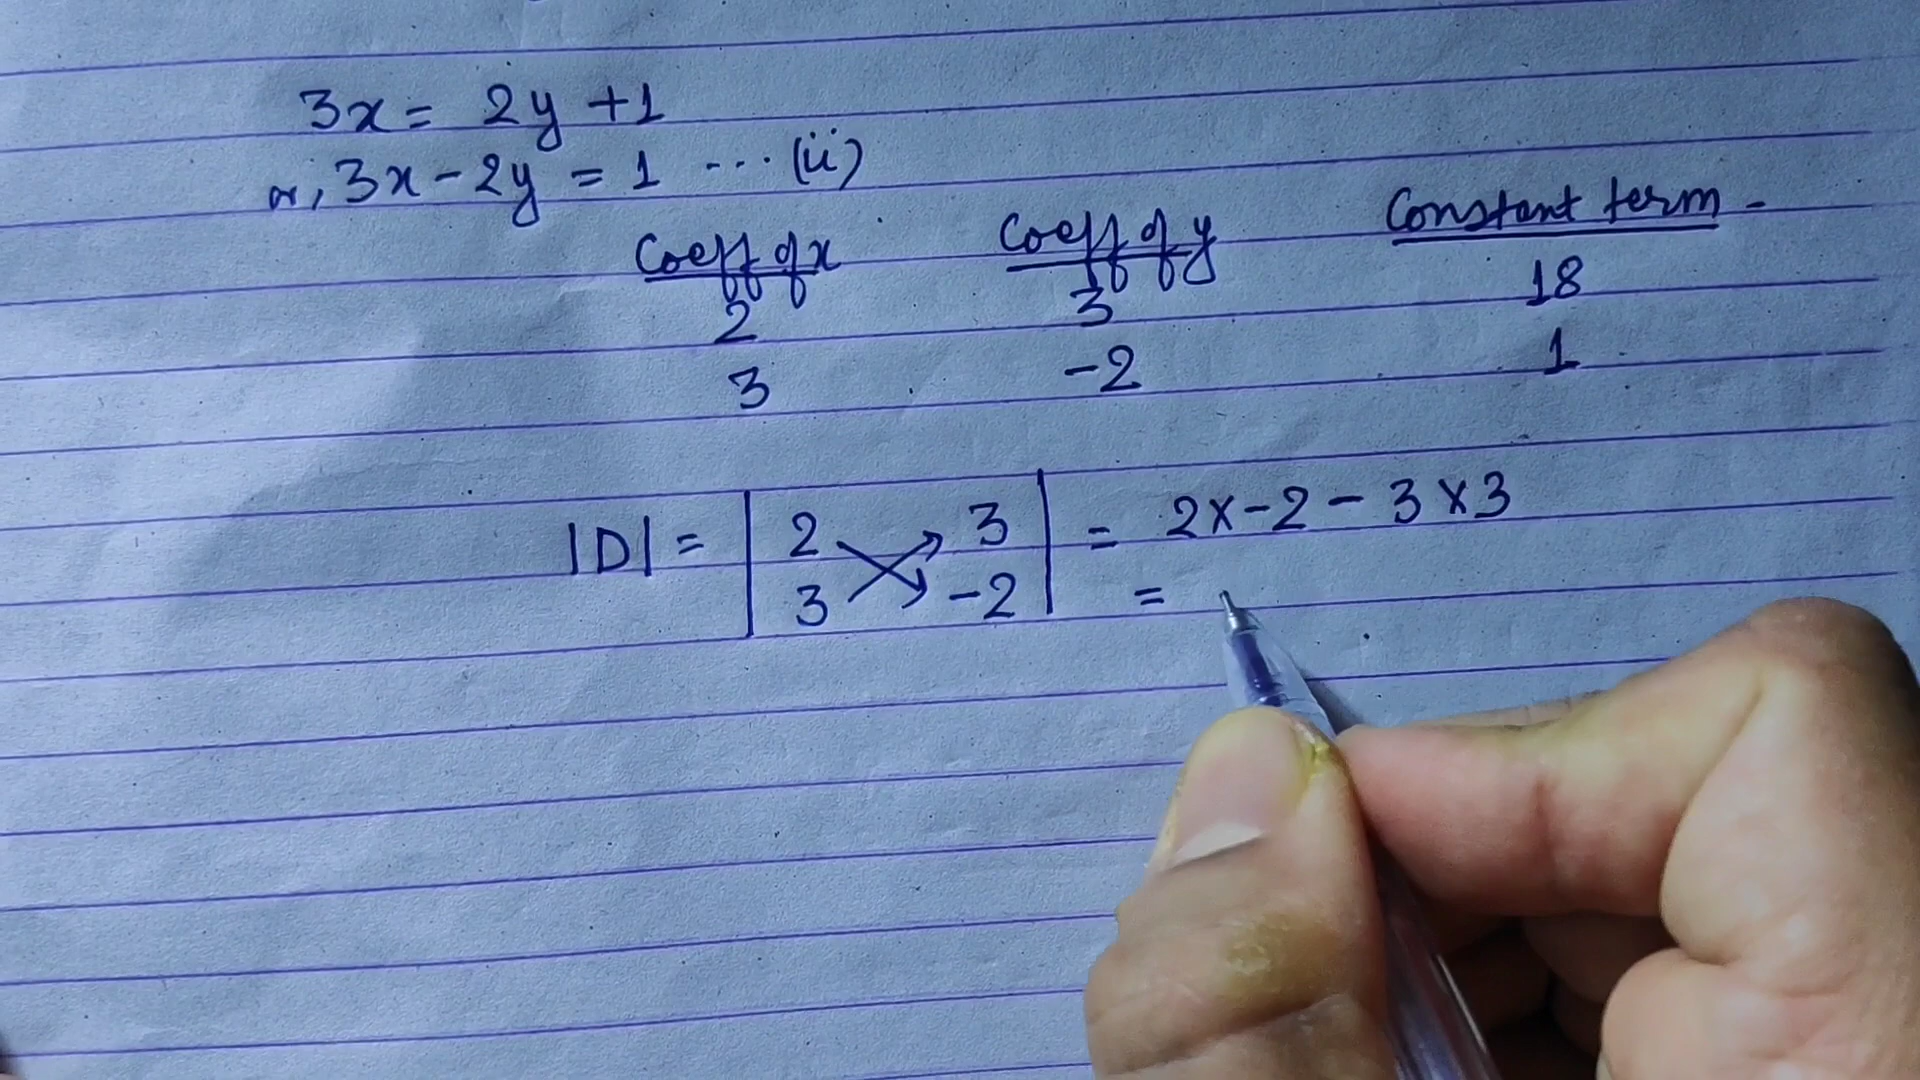 3x = 2y + 1
or, 3x - 2y = 1 ... (ii)
Coeff of x Coeff of y Constant term -
2 3 18
3 -2 1
|D| = | 2 3 | = 2 x -2 - 3 x 3
| 3 -2 | =